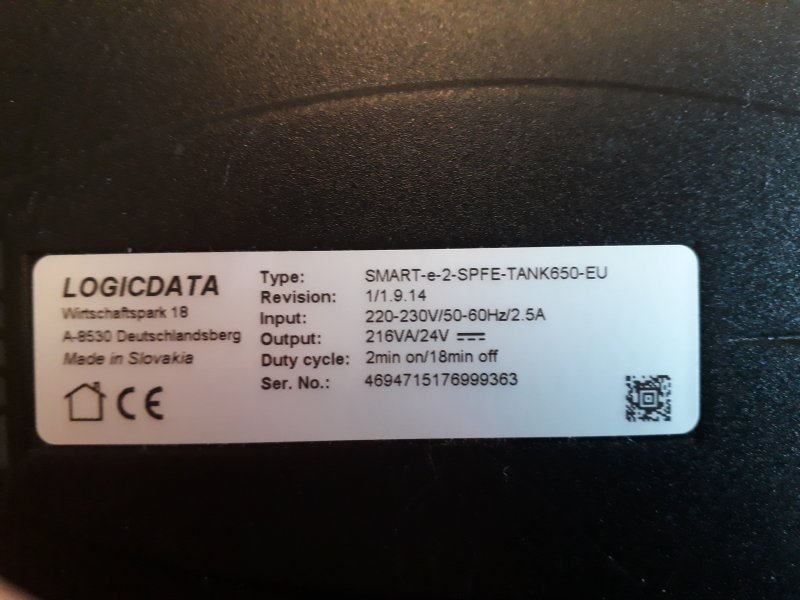 LOGICDATA
Wirtschaftspark 18
A-8530 Deutschlandsberg
Made in Slovakia
CE
Type: SMART-e-2-SPFE-TANK650-EU
Revision: 1/1.9.14
Input: 220-230V/50-60Hz/2.5A
Output: 216VA/24V
Duty cycle: 2min on/18min off
Ser. No.: 4694715176999363